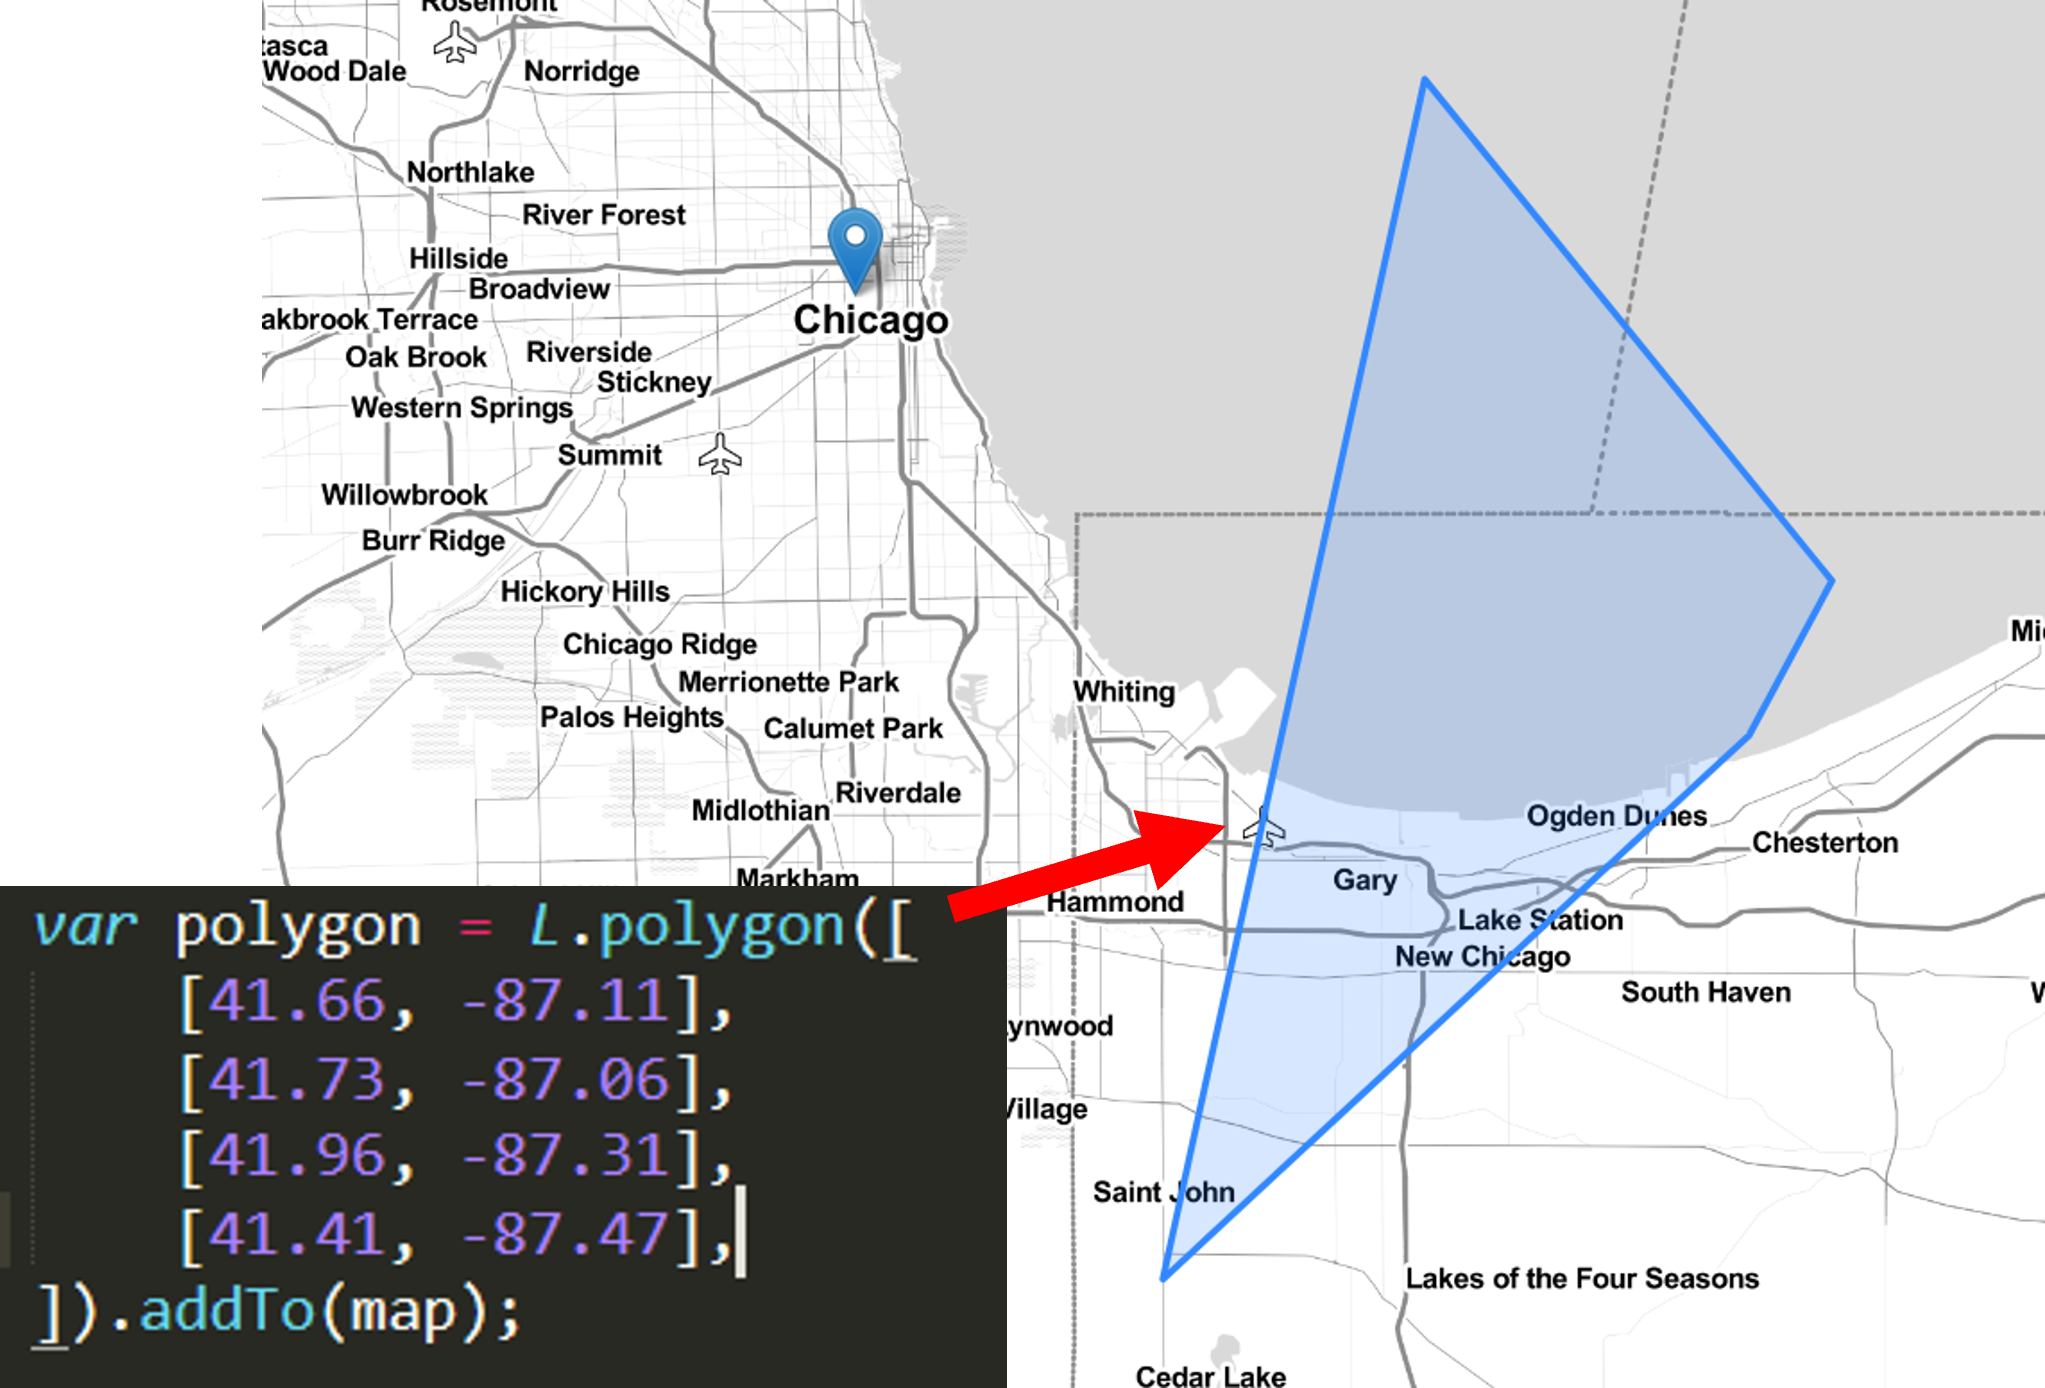 Rosemont
tasca
Wood Dale
Norridge
Northlake
River Forest
Hillside
Broadview
akbrook Terrace
Chicago
Oak Brook
Riverside
Stickney
Western Springs
Summit
Willowbrook
Burr Ridge
Hickory Hills
Chicago Ridge
Mi
Merrionette Park
Whiting
Palos Heights
Calumet Park
Riverdale
Midlothian
Ogden Dunes
Chesterton
Markham
Gary
Hammond
Lake Station
New Chicago
South Haven
W
ynwood
Village
Saint John
Lakes of the Four Seasons
Cedar Lake
var polygon = L.polygon([
[41.66, -87.11],
[41.73, -87.06],
[41.96, -87.31],
[41.41, -87.47],
]).addTo(map);